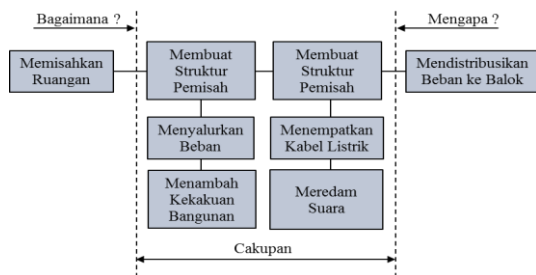 Bagaimana ?
Mengapa ?
Memisahkan
Ruangan
Membuat
Struktur
Pemisah
Membuat
Struktur
Pemisah
Mendistribusikan
Beban ke Balok
Menyalurkan
Beban
Menempatkan
Kabel Listrik
Menambah
Kekakuan
Bangunan
Meredam
Suara
Cakupan